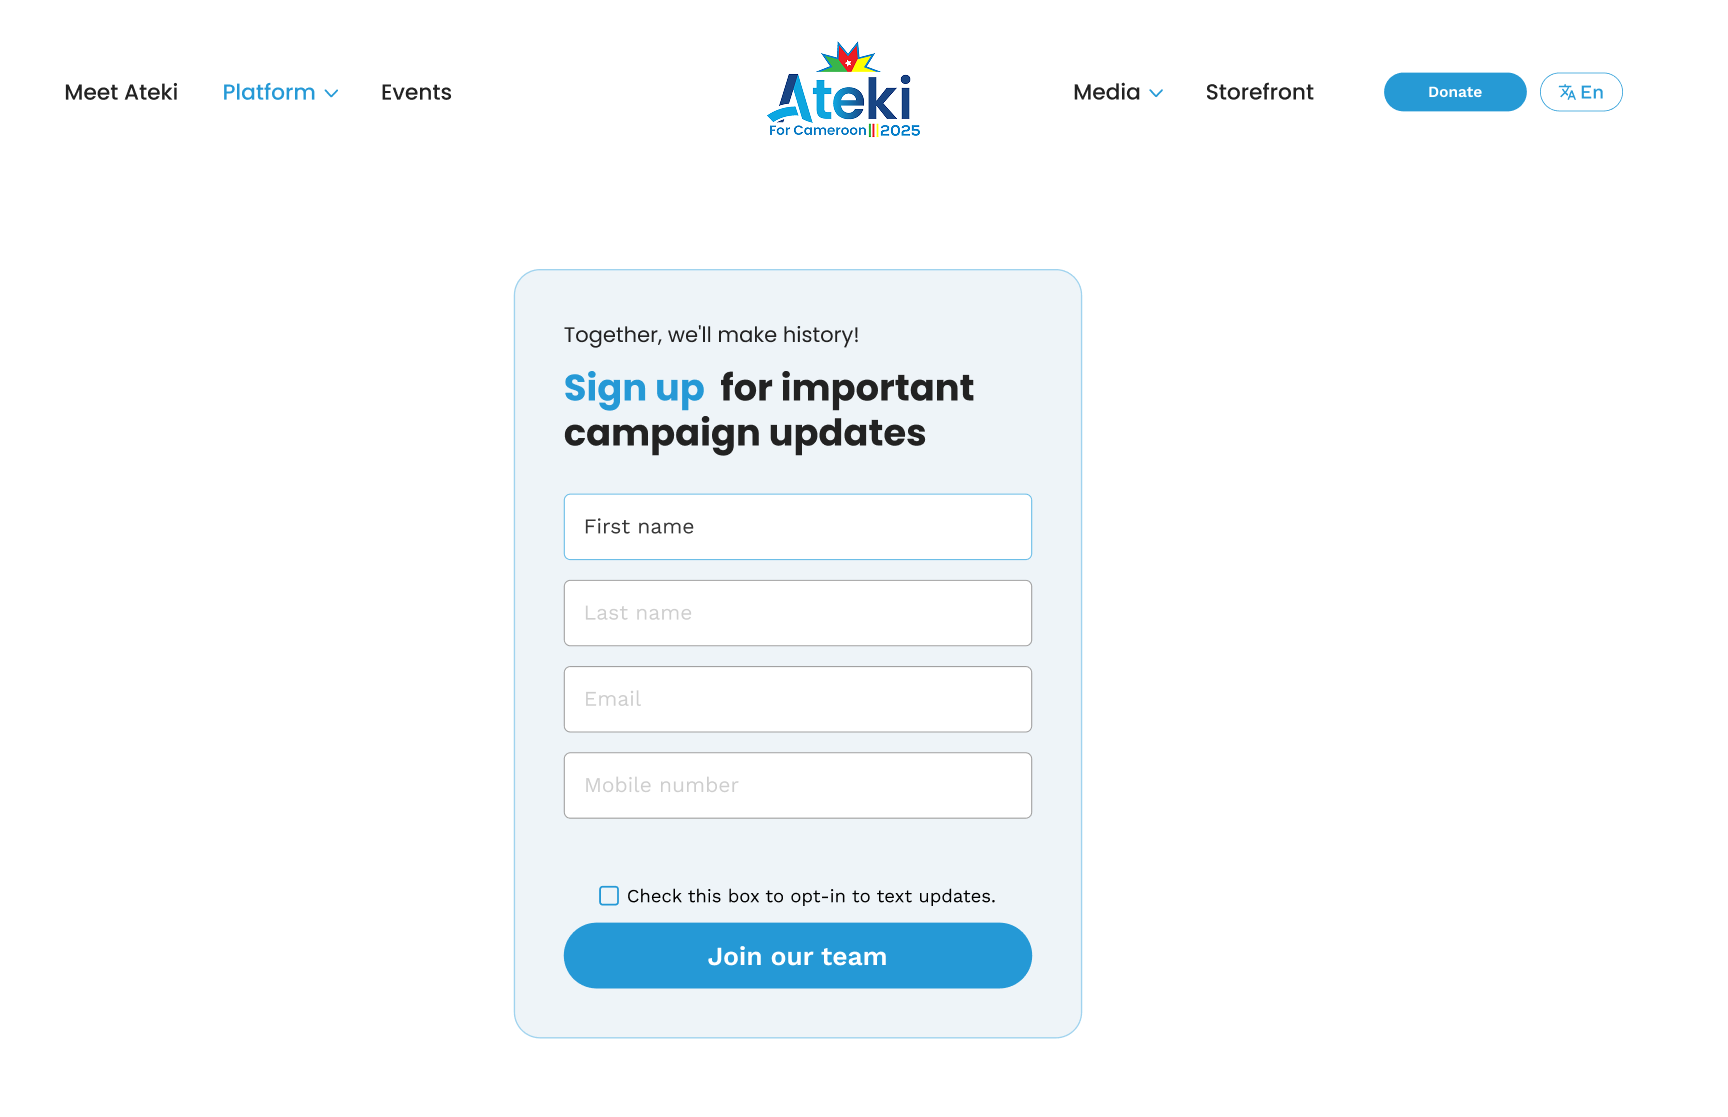 Meet Ateki Platform Events
Ateki
For Cameroon 2025
Media Storefront Donate En
Together, we'll make history!
Sign up for important
campaign updates
First name
Last name
Email
Mobile number
Check this box to opt-in to text updates.
Join our team